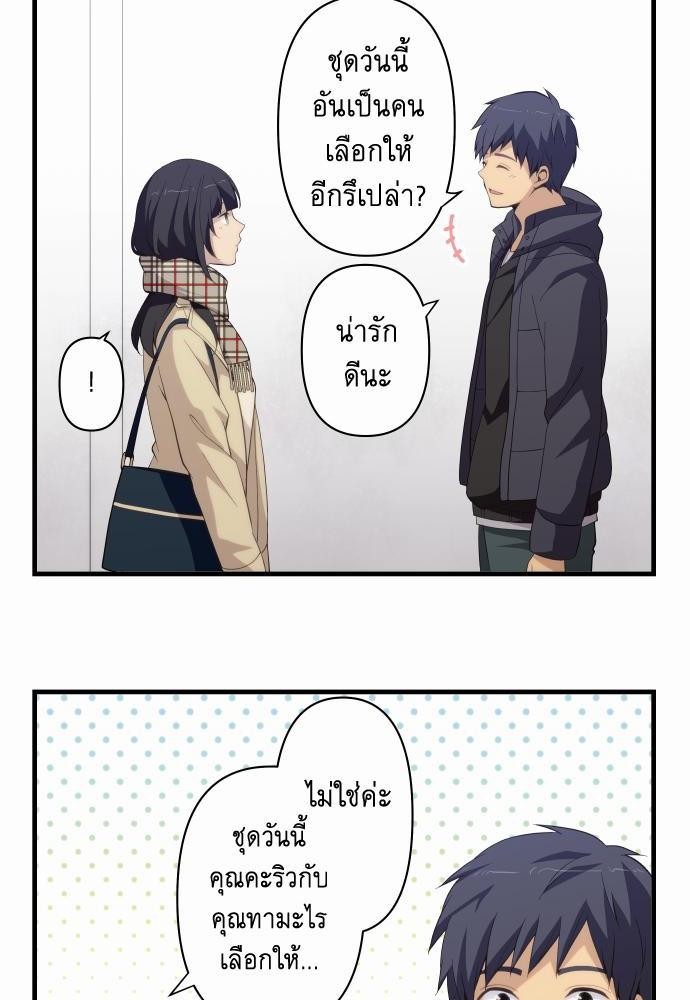 ชุดวันนี้
อันเป็นคน
เลือกให้
อีกรึเปล่า?
น่ารัก
ดีนะ
!
ไม่ใช่ค่ะ
ชุดวันนี้
คุณคะริวกับ
คุณทามะไร
เลือกให้...